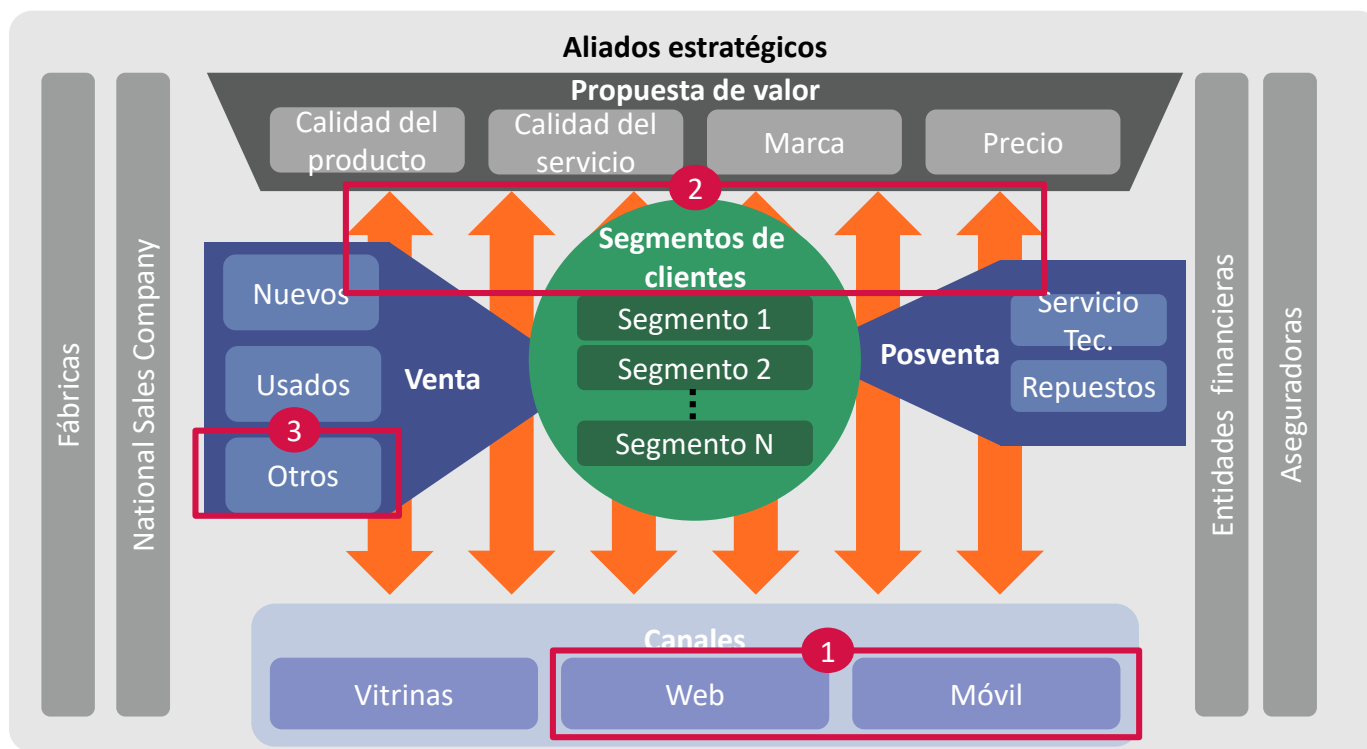 Aliados estratégicos
Propuesta de valor
Calidad del
producto
Calidad del
servicio
Marca
Precio
2
Fábricas
National Sales Company
Segmentos de
clientes
Segmento 1
Segmento 2
Segmento N
Nuevos
Usados
3
Otros
Venta
Posventa
Servicio
Tec.
Repuestos
Entidades financieras
Aseguradoras
Canales
1
Vitrinas
Web
Móvil